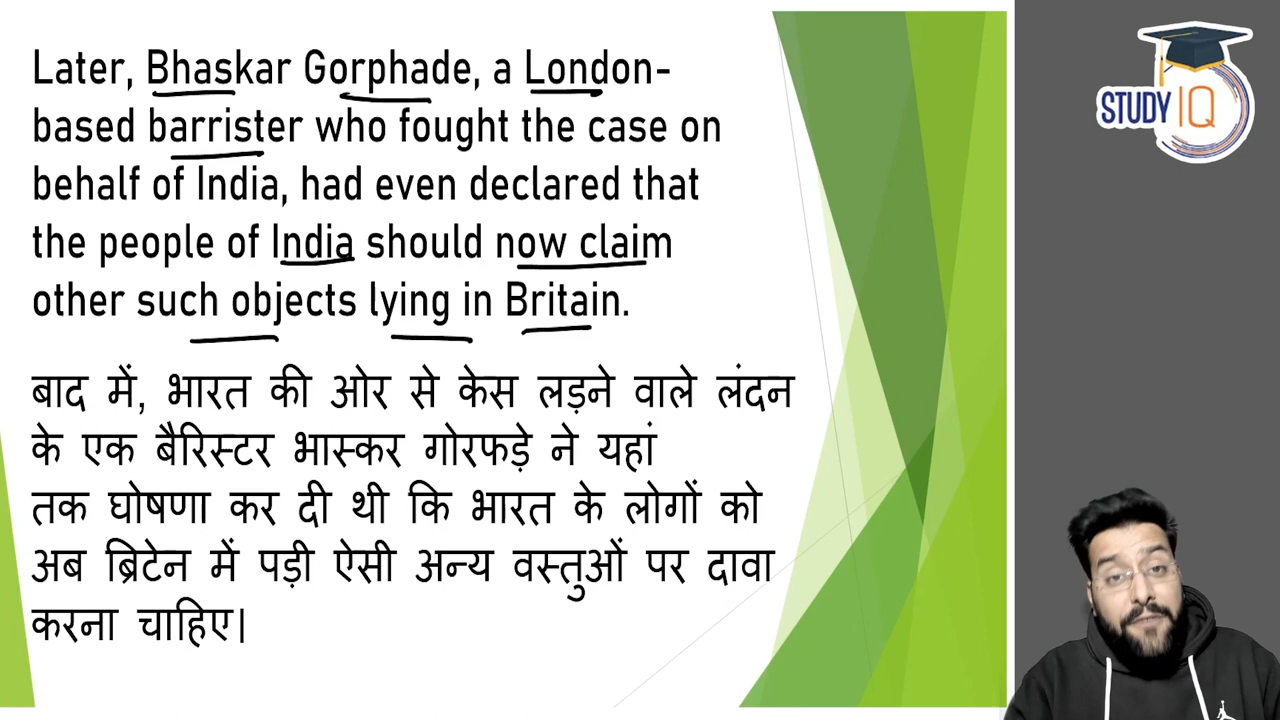 Later, Bhaskar Gorphade, a London-
based barrister who fought the case on
behalf of India, had even declared that
the people of India should now claim
other such objects lying in Britain.
बाद में, भारत की ओर से केस लड़ने वाले लंदन
के एक बैरिस्टर भास्कर गोरफड़े ने यहां
तक घोषणा कर दी थी कि भारत के लोगों को
अब ब्रिटेन में पड़ी ऐसी अन्य वस्तुओं पर दावा
करना चाहिए।
STUDY IQ